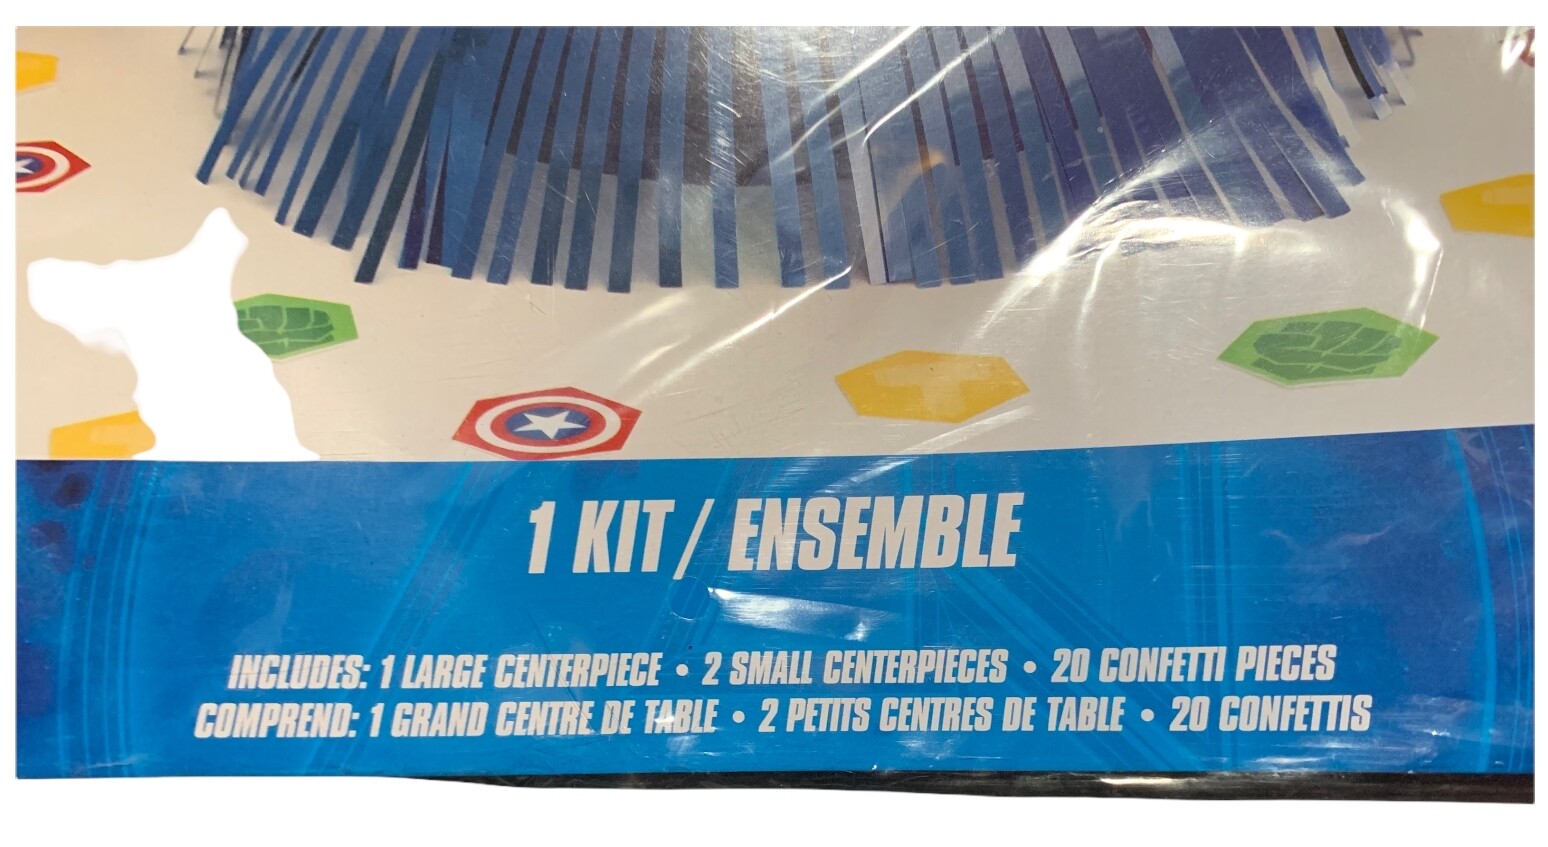 1 KIT / ENSEMBLE
INCLUDES: 1 LARGE CENTERPIECE • 2 SMALL CENTERPIECES • 20 CONFETTI PIECES
COMPREND: 1 GRAND CENTRE DE TABLE • 2 PETITS CENTRES DE TABLE • 20 CONFETTIS